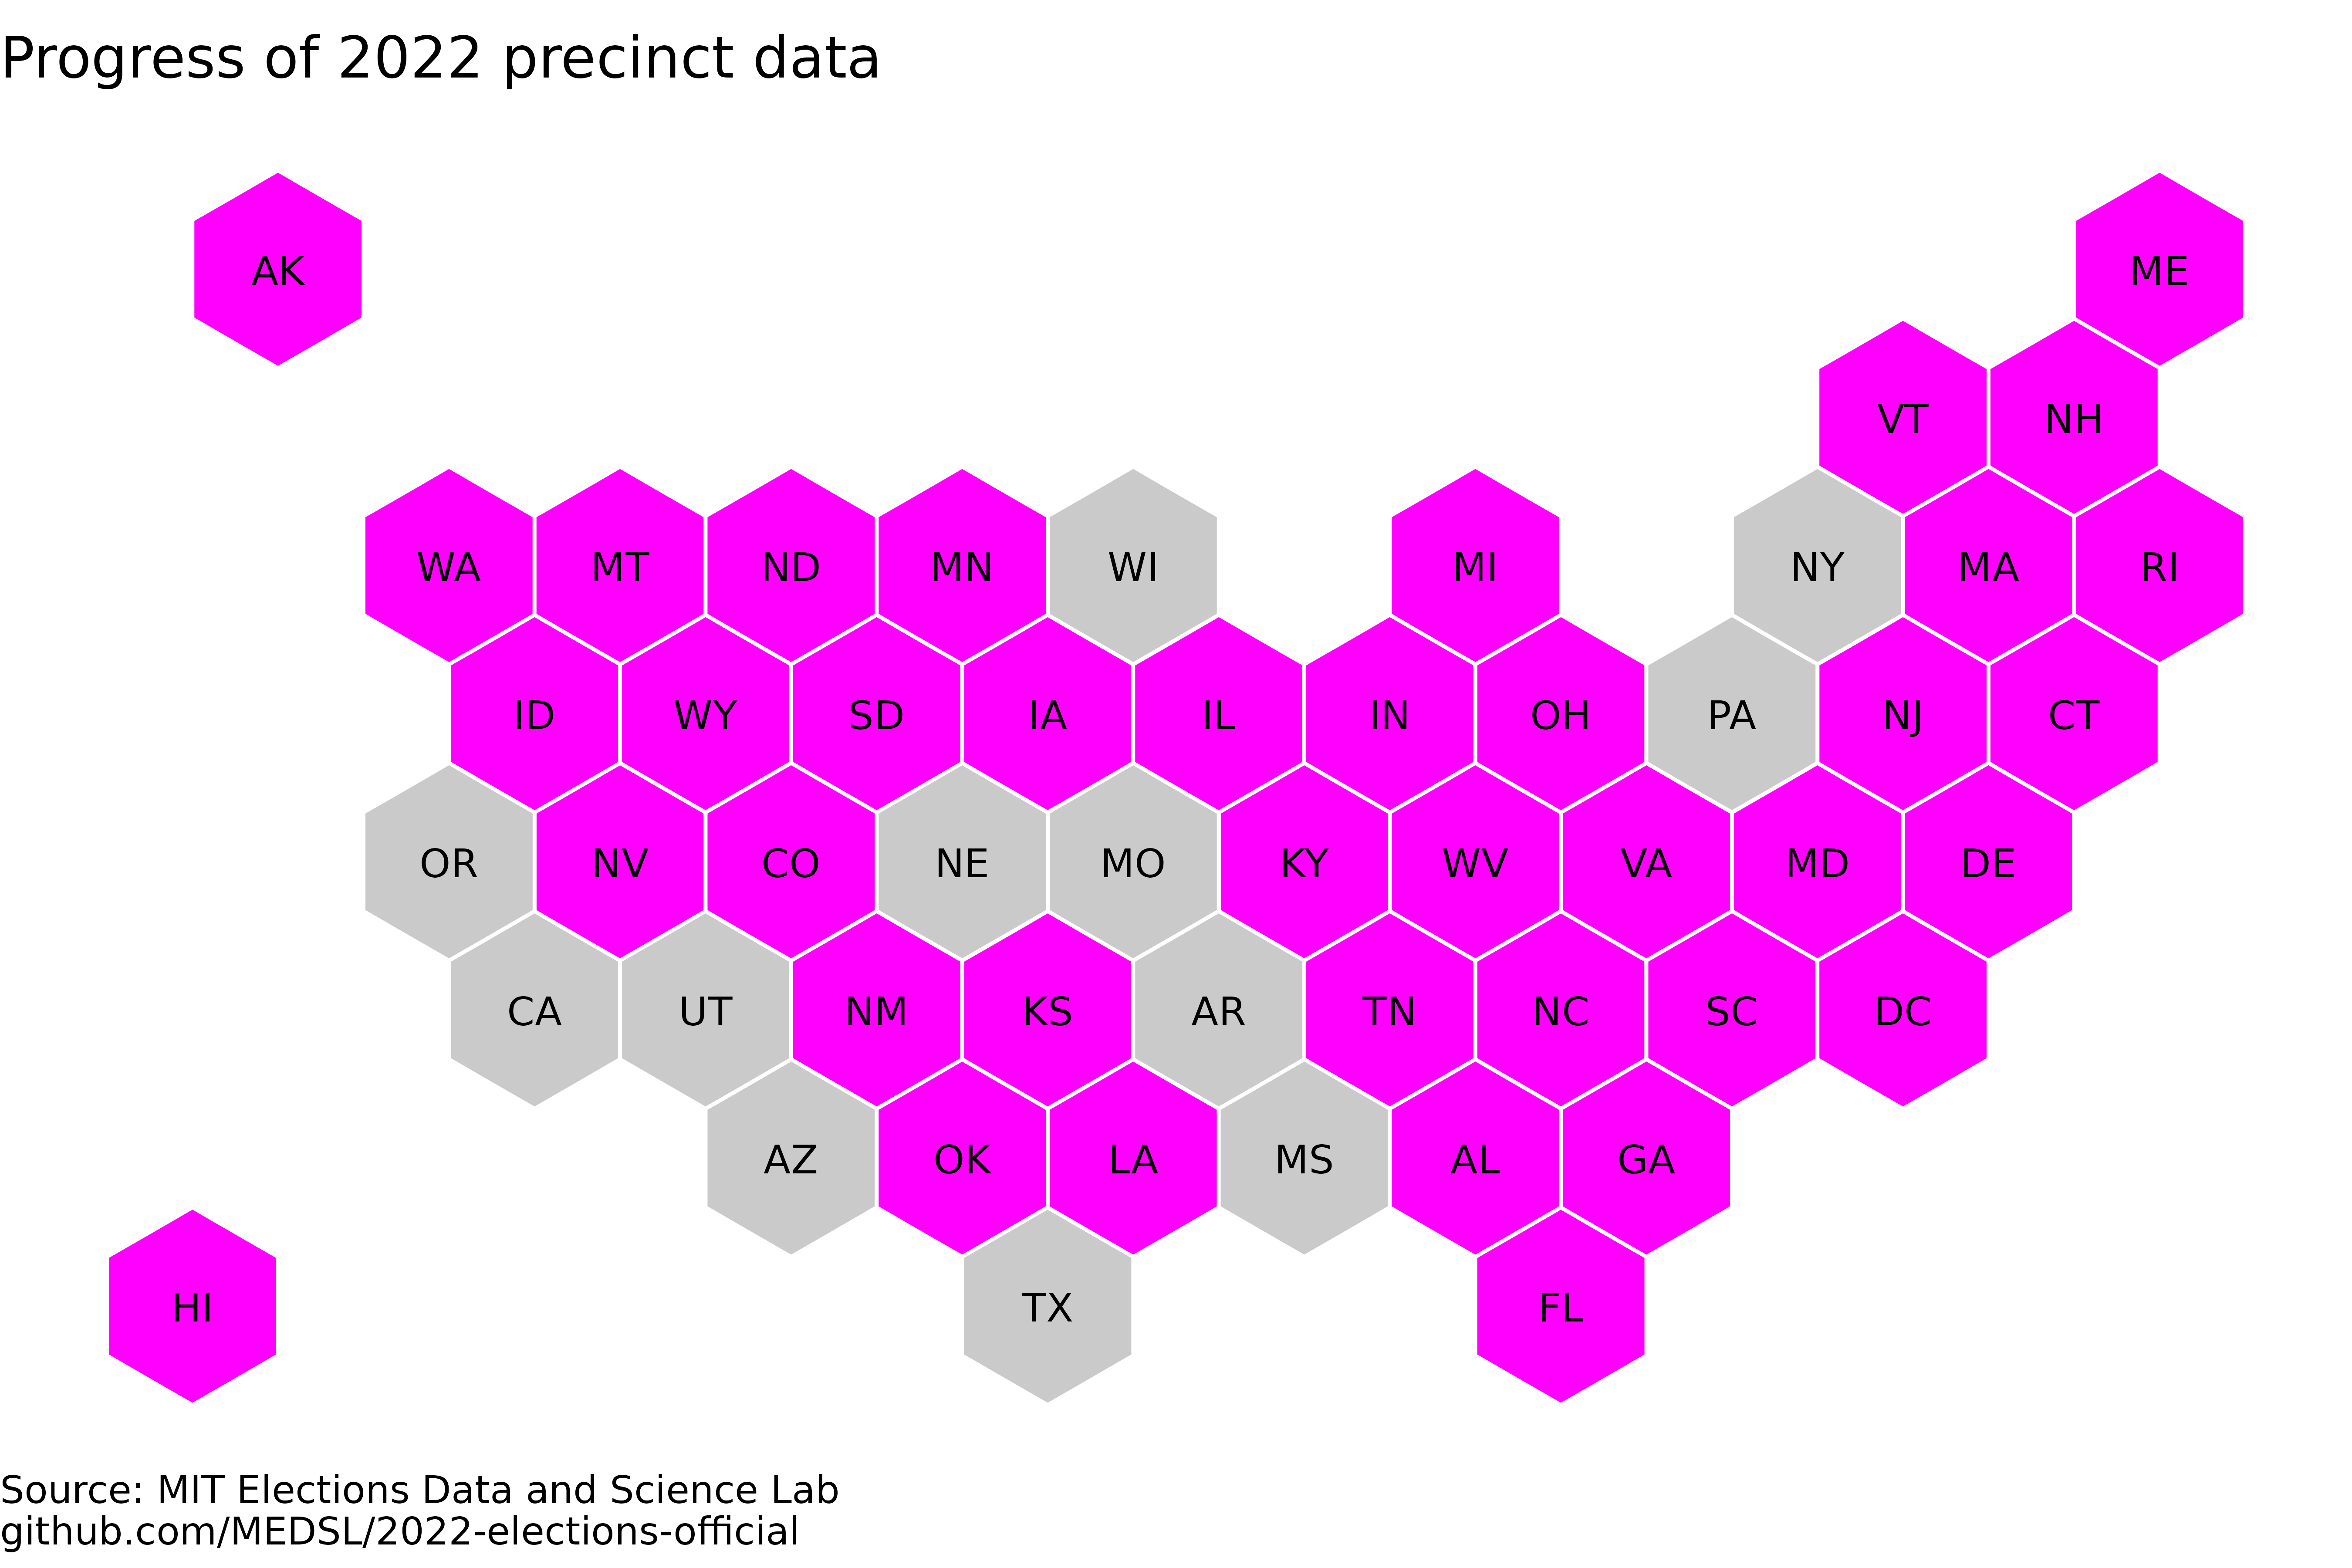 Progress of 2022 precinct data
AK
ME
VT NH
WA MT ND MN WI MI NY MA RI
ID WY SD IA IL IN OH PA NJ CT
OR NV CO NE MO KY WV VA MD DE
CA UT NM KS AR TN NC SC DC
AZ OK LA MS AL GA
HI TX FL
Source: MIT Elections Data and Science Lab
github.com/MEDSL/2022-elections-official